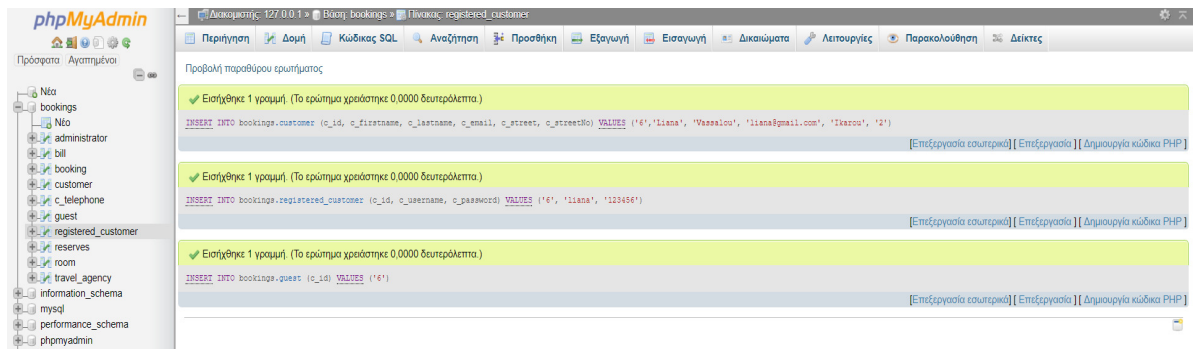 phpMyAdmin
Πρόσφατα Αγαπημένοι
Νέα
bookings
Νέο
administrator
bill
booking
customer
c_telephone
guest
registered_customer
reserves
room
travel_agency
information_schema
mysql
performance_schema
phpmyadmin
Διακομιστής: 127.0.0.1 » Βάση: bookings » Πίνακας: registered_customer
Περιήγηση Δομή Κώδικας SQL Αναζήτηση Προσθήκη Εξαγωγή Εισαγωγή Δικαιώματα Λειτουργίες Παρακολούθηση Δείκτες
Προβολή παραθύρου ερωτήματος
Εισήχθηκε 1 γραμμή. (Το ερώτημα χρειάστηκε 0,0000 δευτερόλεπτα.)
INSERT INTO bookings.customer (c_id, c_firstname, c_lastname, c_email, c_street, c_streetNo) VALUES ('6','Liana', 'Vassalou', 'liana@gmail.com', 'Ikarou', '2')
[Επεξεργασία εσωτερικά] [ Επεξεργασία ] [ Δημιουργία κώδικα PHP ]
Εισήχθηκε 1 γραμμή. (Το ερώτημα χρειάστηκε 0,0000 δευτερόλεπτα.)
INSERT INTO bookings.registered_customer (c_id, c_username, c_password) VALUES ('6', 'liana', '123456')
[Επεξεργασία εσωτερικά] [ Επεξεργασία ] [ Δημιουργία κώδικα PHP ]
Εισήχθηκε 1 γραμμή. (Το ερώτημα χρειάστηκε 0,0000 δευτερόλεπτα.)
INSERT INTO bookings.guest (c_id) VALUES ('6')
[Επεξεργασία εσωτερικά] [ Επεξεργασία ] [ Δημιουργία κώδικα PHP ]